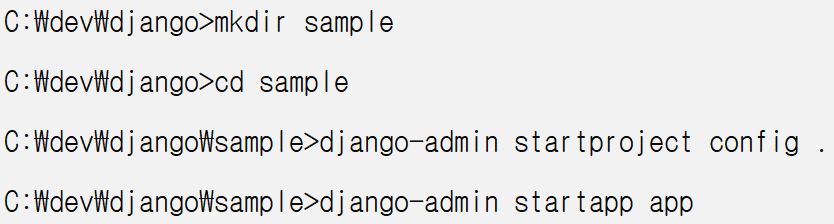 C:₩dev₩django>mkdir sample
C:₩dev₩django>cd sample
C:₩dev₩django₩sample>django-admin startproject config .
C:₩dev₩django₩sample>django-admin startapp app